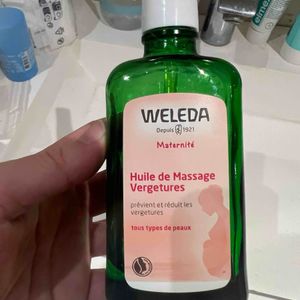 WELEDA
Depuis 1921
Maternité
Huile de Massage
Vergetures
prévient et réduit les
vergetures
tous types de peaux